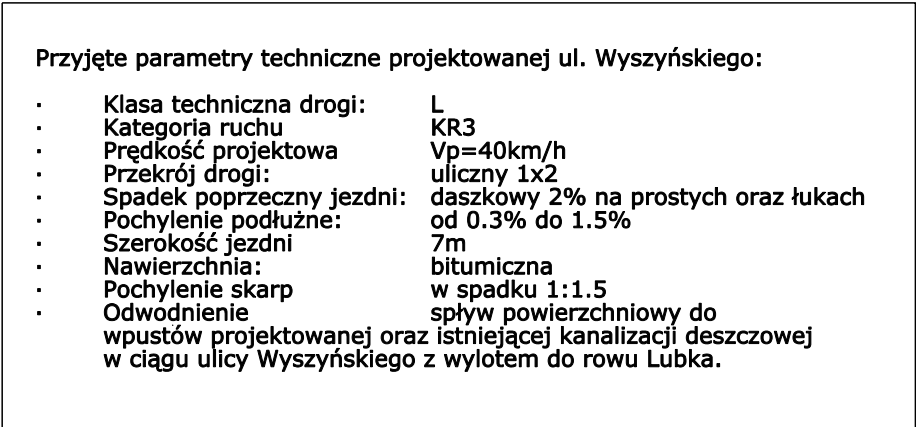 Przyjęte parametry techniczne projektowanej ul. Wyszyńskiego:
· Klasa techniczna drogi: L
· Kategoria ruchu KR3
· Prędkość projektowa Vp=40km/h
· Przekrój drogi: uliczny 1x2
· Spadek poprzeczny jezdni: daszkowy 2% na prostych oraz łukach
· Pochylenie podłużne: od 0.3% do 1.5%
· Szerokość jezdni 7m
· Nawierzchnia: bitumiczna
· Pochylenie skarp w spadku 1:1.5
· Odwodnienie spływ powierzchniowy do
wpustów projektowanej oraz istniejącej kanalizacji deszczowej
w ciągu ulicy Wyszyńskiego z wylotem do rowu Lubka.